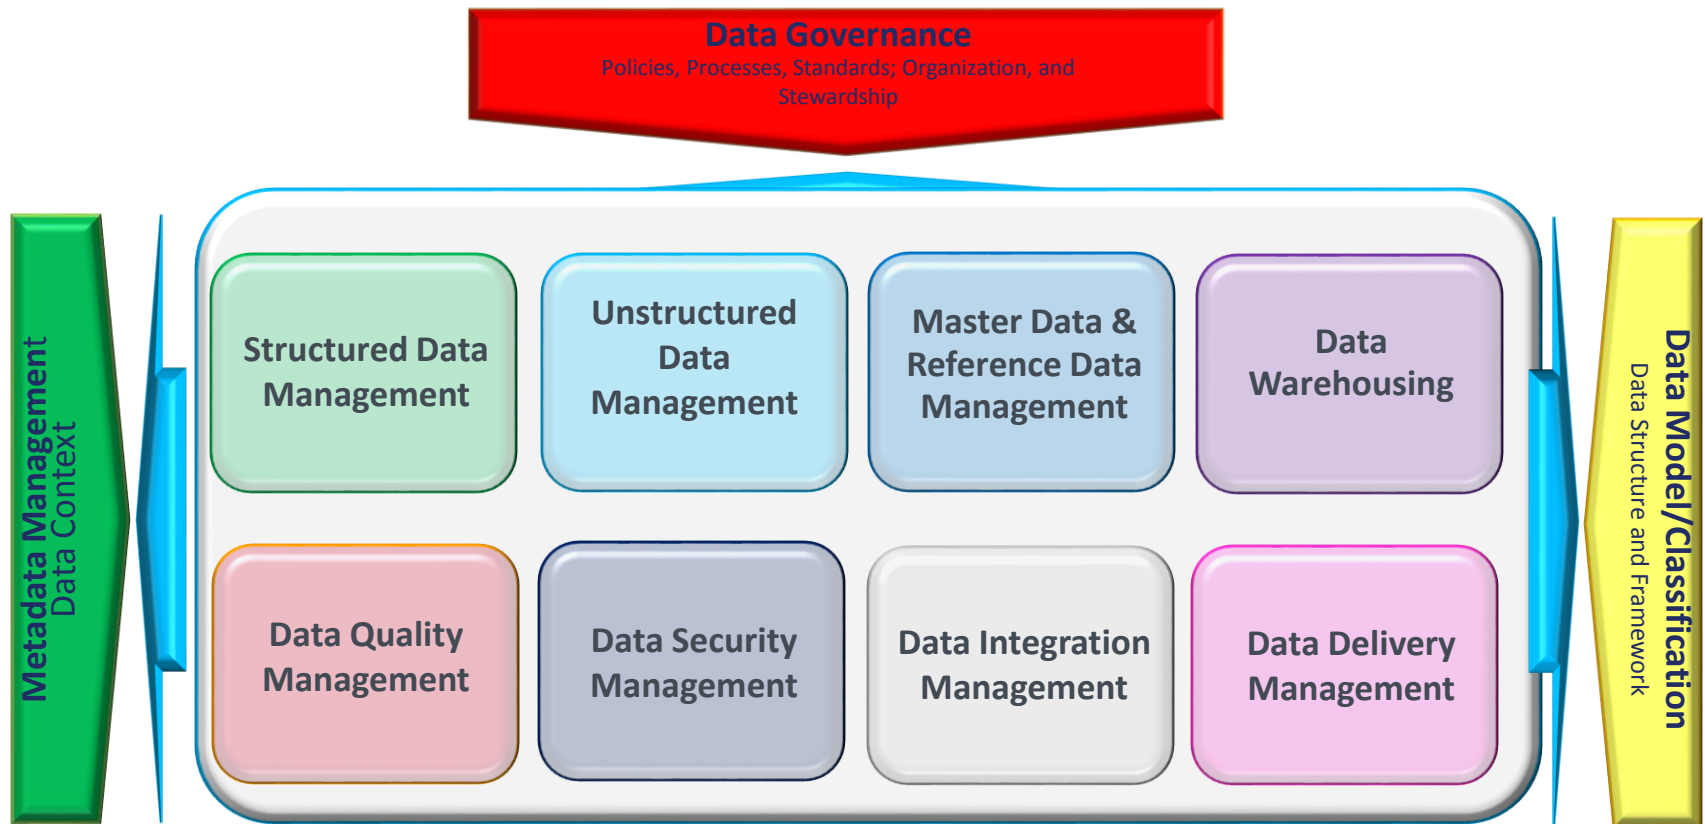 Data Governance
Policies, Processes, Standards; Organization, and
Stewardship
Metadata Management
Data Context
Structured Data
Management
Unstructured
Data
Management
Master Data &
Reference Data
Management
Data
Warehousing
Data Quality
Management
Data Security
Management
Data Integration
Management
Data Delivery
Management
Data Model/Classification
Data Structure and Framework